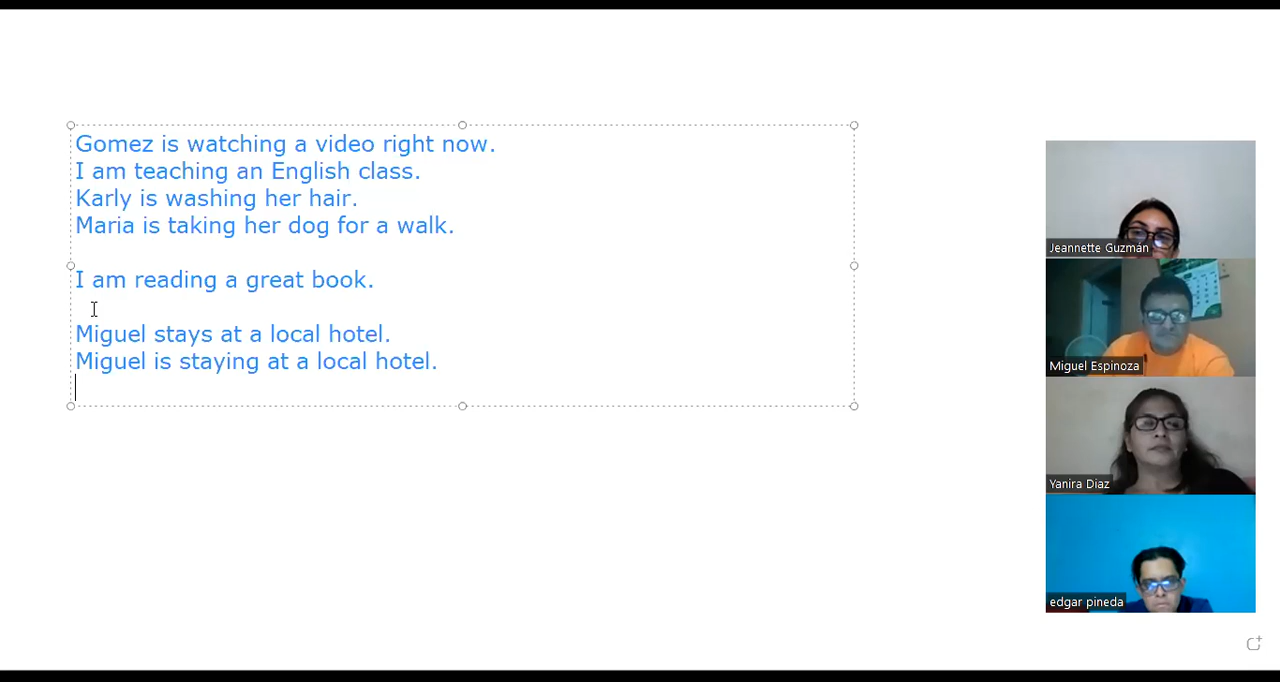 Gomez is watching a video right now.
I am teaching an English class.
Karly is washing her hair.
Maria is taking her dog for a walk.
I am reading a great book.
Miguel stays at a local hotel.
Miguel is staying at a local hotel.
Jeannette Guzmán
Miguel Espinoza
Yanira Diaz
edgar pineda